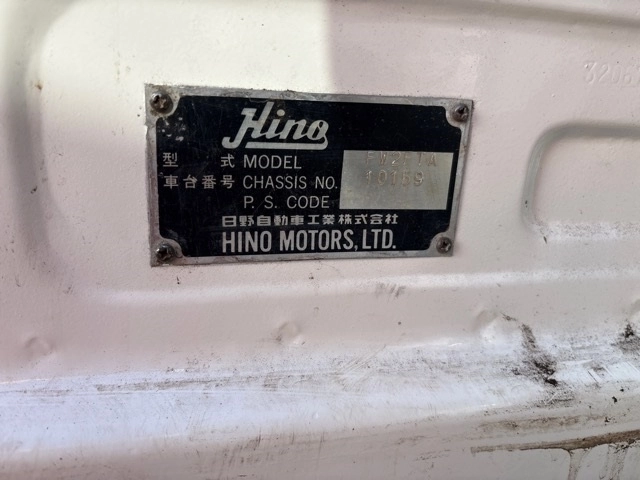 Hino
型 式 MODEL
車台番号 CHASSIS NO. 10159
P. S. CODE
日野自動車工業株式会社
HINO MOTORS, LTD.